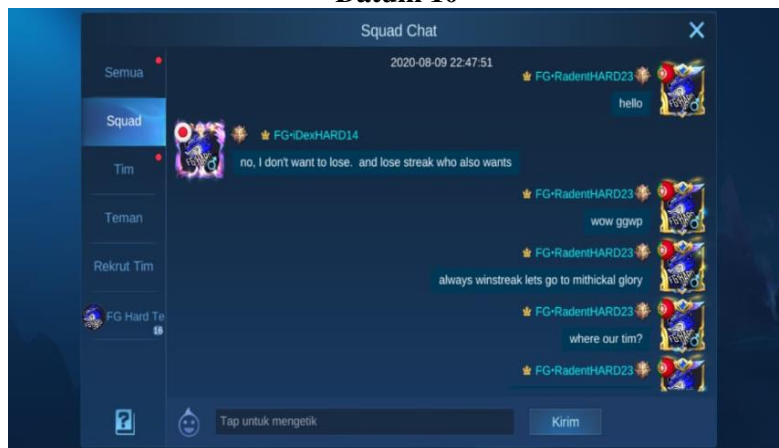 Datum 10
Squad Chat
Semua
Squad
Tim
Teman
Rekrut Tim
FG Hard Te
16
2020-08-09 22:47:51
FG•RadentHARD23
hello
FG•iDexHARD14
no, I don't want to lose. and lose streak who also wants
FG•RadentHARD23
wow ggwp
FG•RadentHARD23
always winstreak lets go to mithickal glory
FG•RadentHARD23
where our tim?
FG•RadentHARD23
Tap untuk mengetik
Kirim